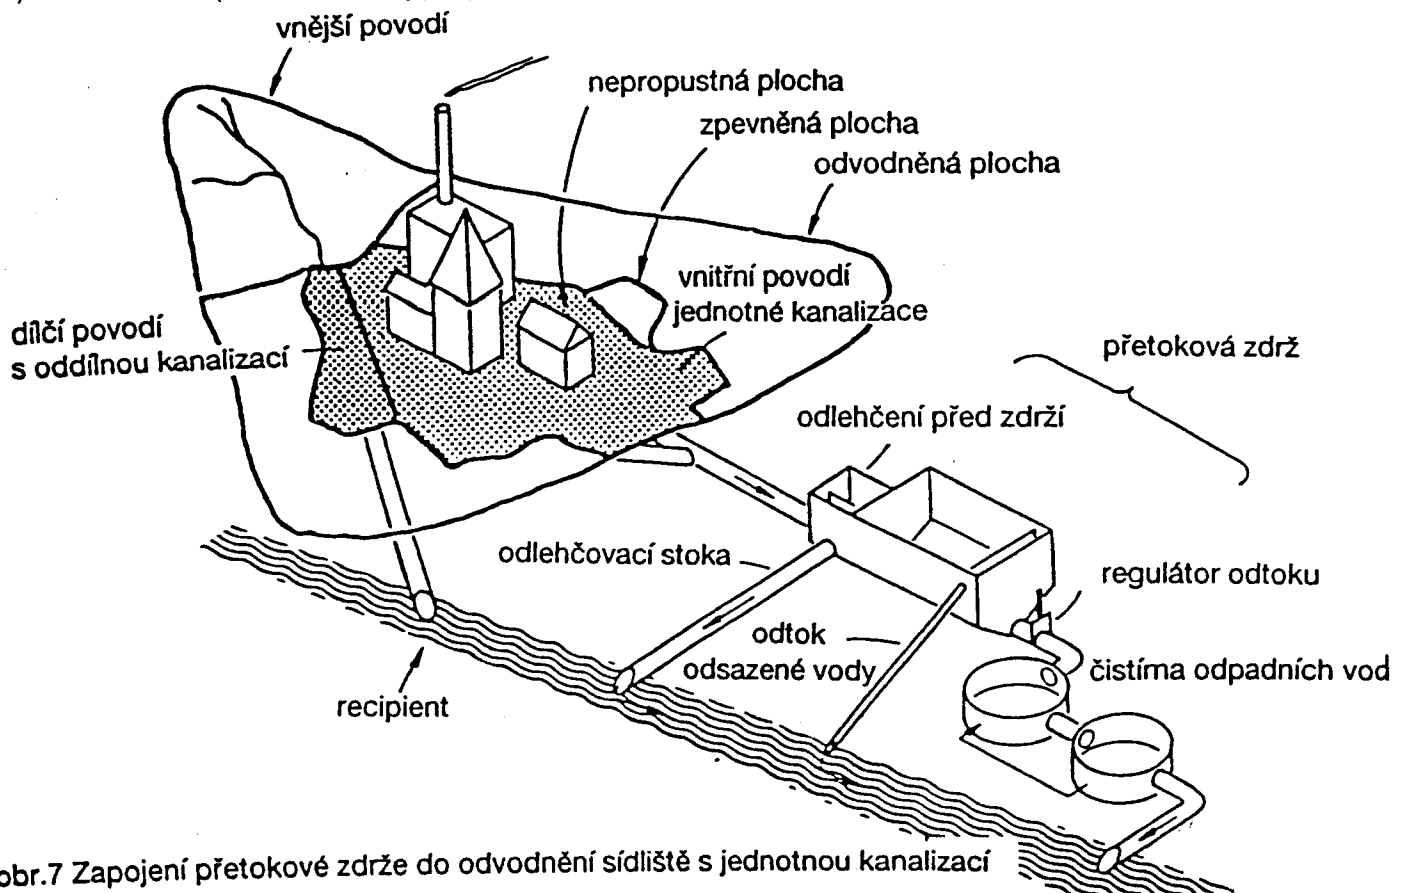 vnější povodí
nepropustná plocha
zpevněná plocha
odvodněná plocha
vnitřní povodí
jednotné kanalizace
dílčí povodí
s oddílnou kanalizací
přetoková zdrž
odlehčení před zdrží
odlehčovací stoka
regulátor odtoku
odtok
odsazené vody
čistíma odpadních vod
recipient
obr.7 Zapojení přetokové zdrže do odvodnění sídliště s jednotnou kanalizací